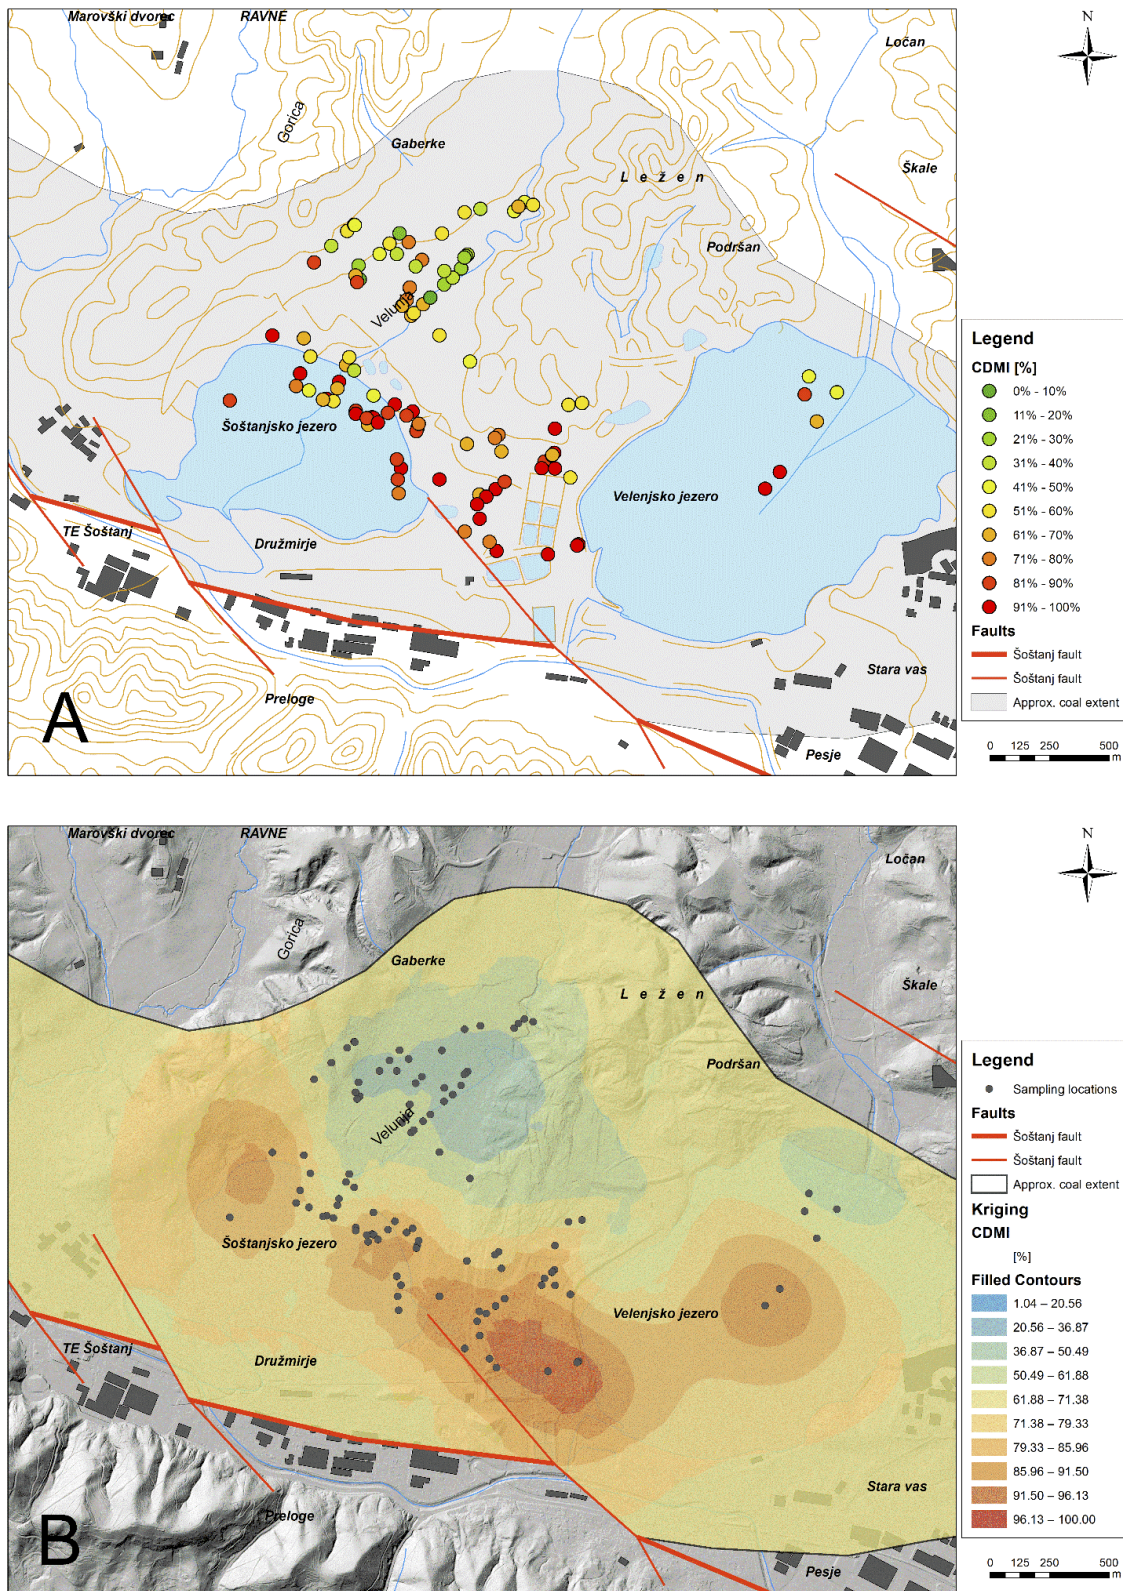 Marovški dvorec
RAVNE
N
Ločan
Gorica
Gaberke
Škale
L e ž e n
Podršan
Velunja
Šoštanjsko jezero
Velenjsko jezero
TE Šoštanj
Družmirje
Stara vas
Preloge
Pesje
A
Legend
CDMI [%]
0% - 10%
11% - 20%
21% - 30%
31% - 40%
41% - 50%
51% - 60%
61% - 70%
71% - 80%
81% - 90%
91% - 100%
Faults
Šoštanj fault
Šoštanj fault
Approx. coal extent
0 125 250 500
m
Marovški dvorec
RAVNE
N
Ločan
Gorica
Gaberke
Škale
L e ž e n
Podršan
Velunja
Šoštanjsko jezero
Velenjsko jezero
TE Šoštanj
Družmirje
Stara vas
Preloge
Pesje
B
Legend
Sampling locations
Faults
Šoštanj fault
Šoštanj fault
Approx. coal extent
Kriging
CDMI
[%]
Filled Contours
1.04 – 20.56
20.56 – 36.87
36.87 – 50.49
50.49 – 61.88
61.88 – 71.38
71.38 – 79.33
79.33 – 85.96
85.96 – 91.50
91.50 – 96.13
96.13 – 100.00
0 125 250 500
m